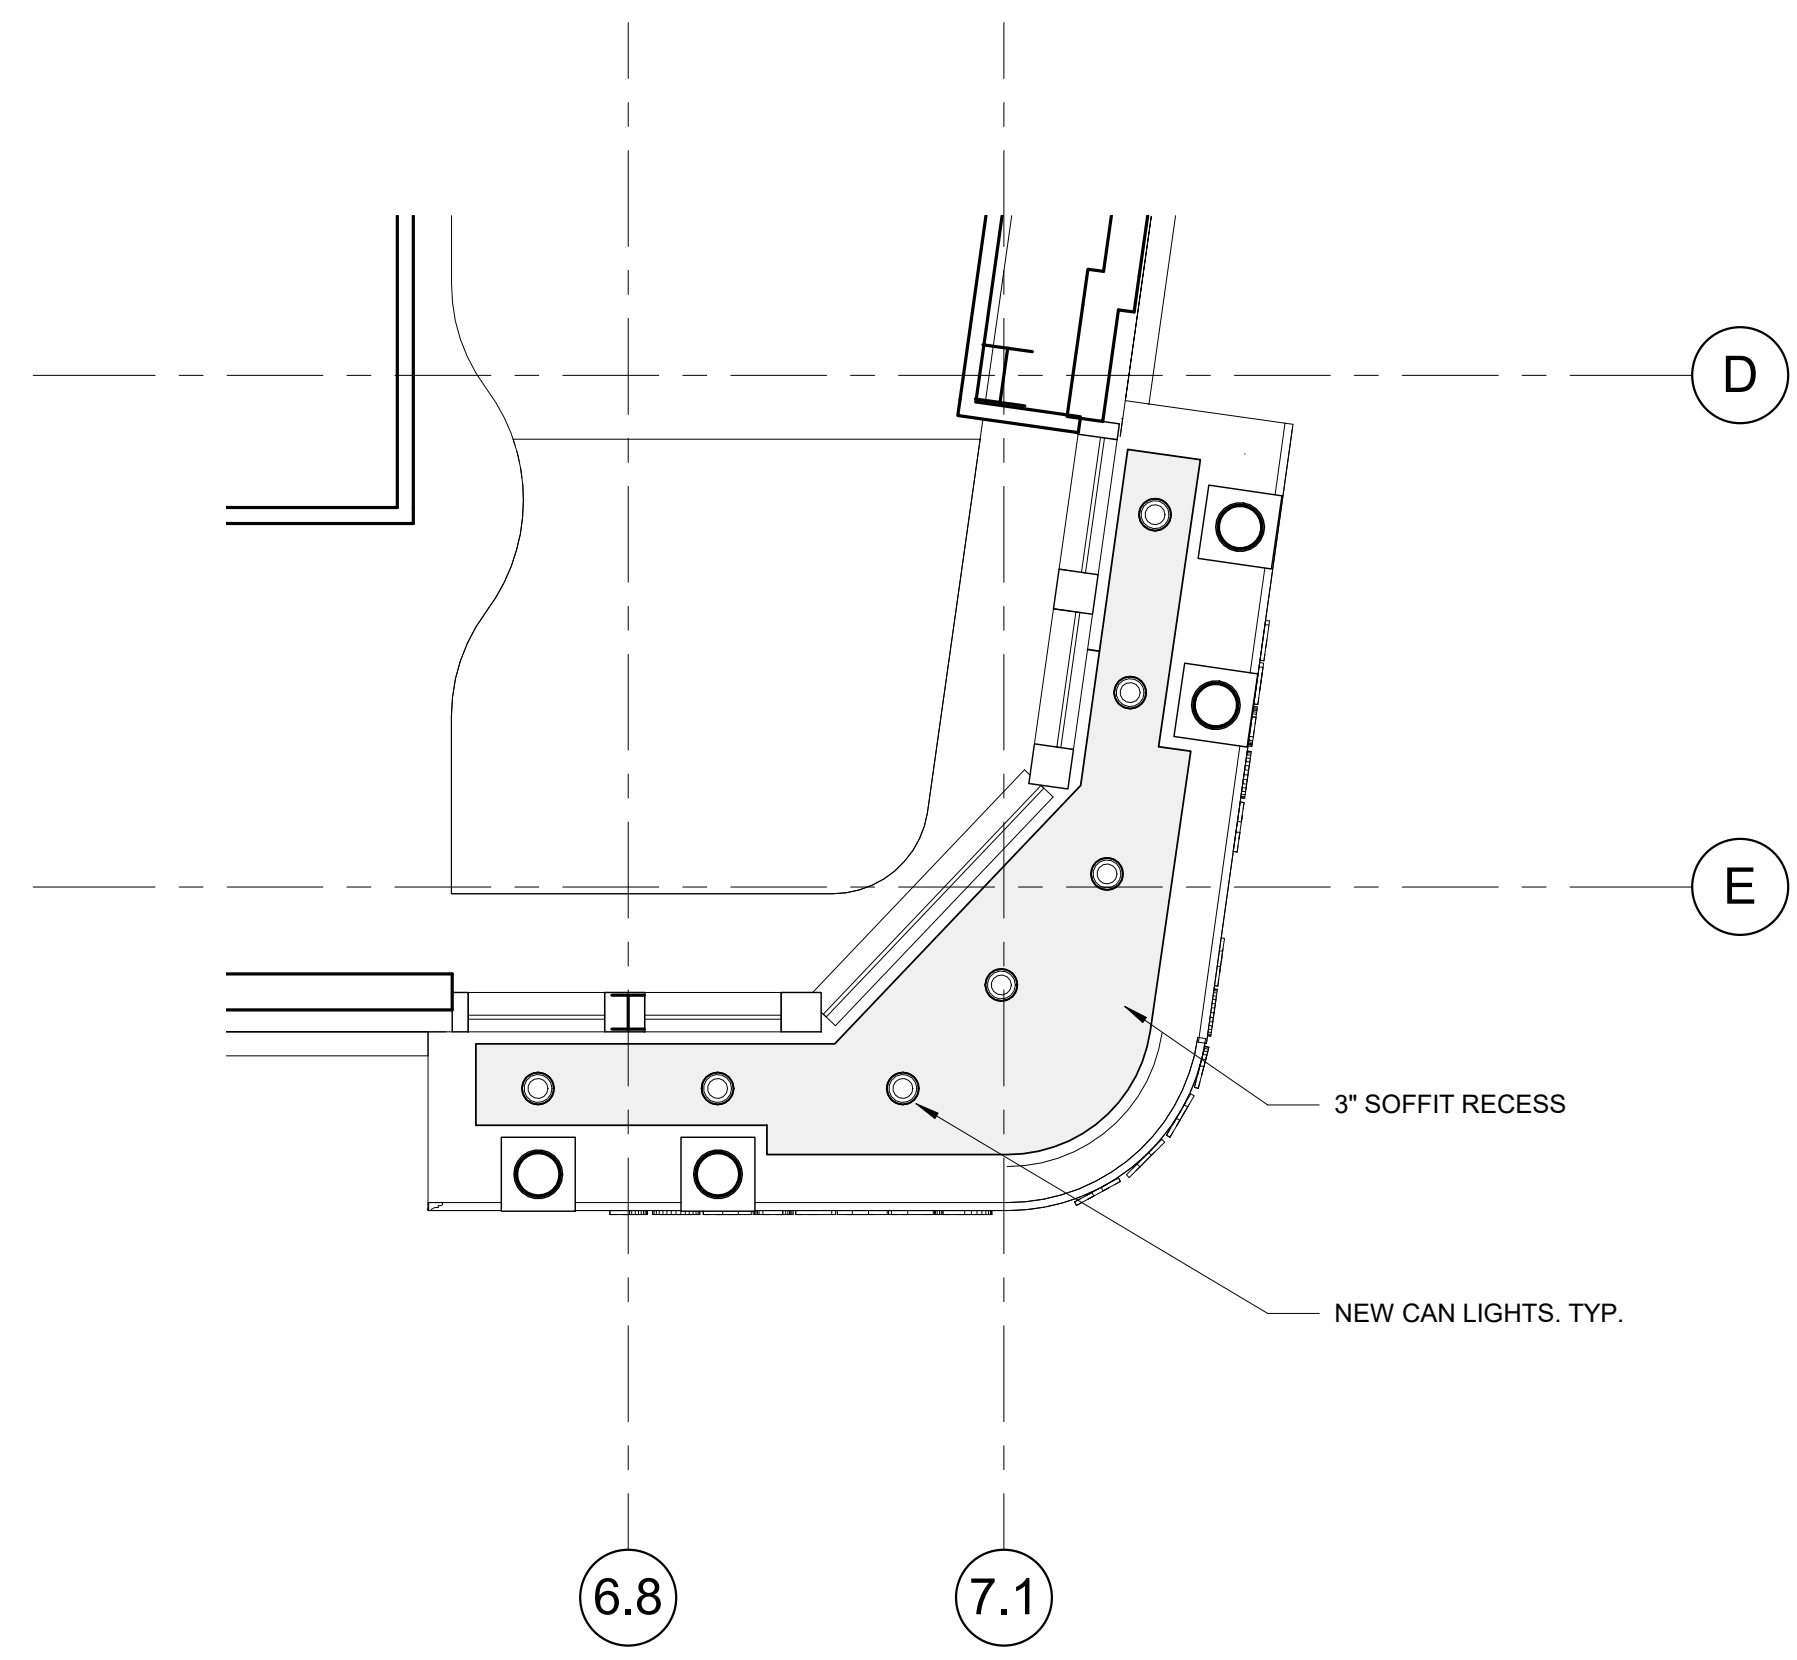 D
E
3" SOFFIT RECESS
NEW CAN LIGHTS. TYP.
6.8
7.1